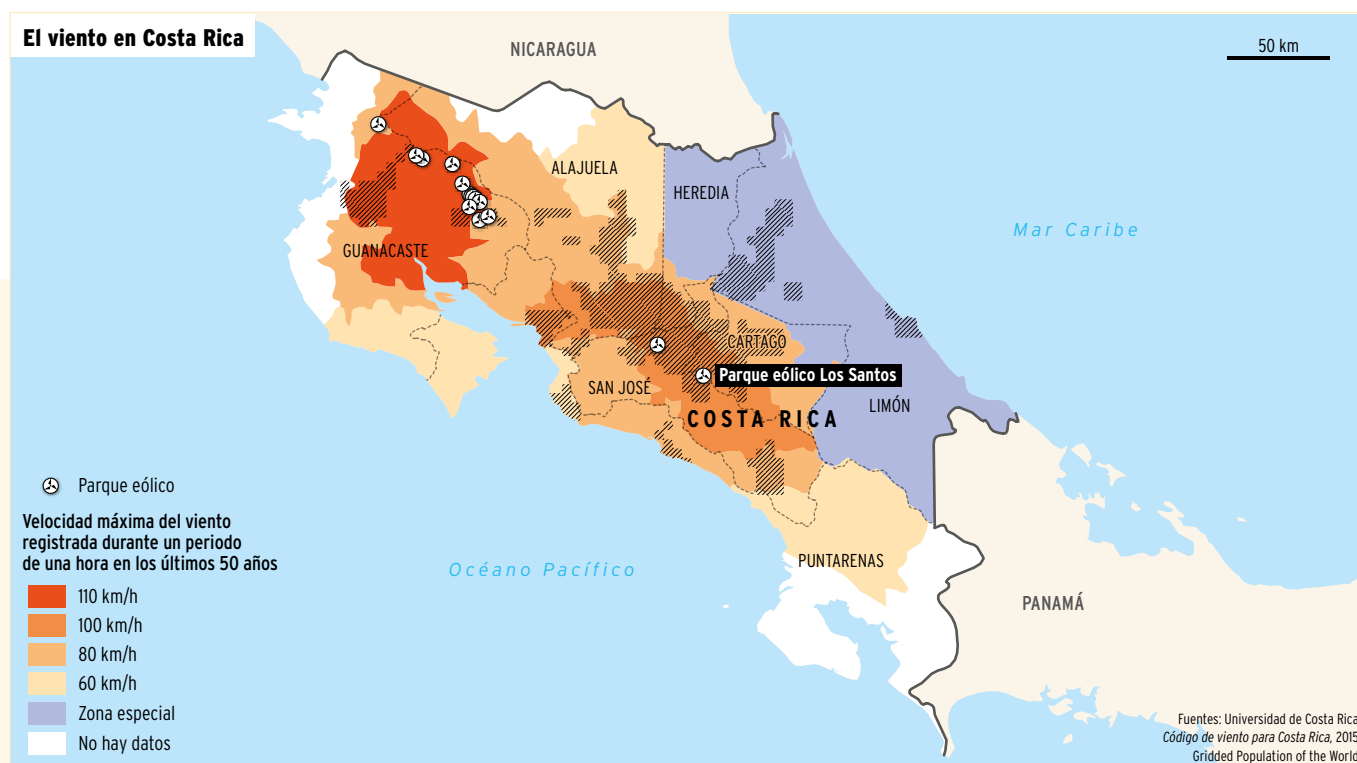 El viento en Costa Rica
NICARAGUA
50 km
ALAJUELA
HEREDIA
Mar Caribe
GUANACASTE
CARTAGO
Parque eólico Los Santos
SAN JOSÉ
LIMÓN
COSTA RICA
Parque eólico
Velocidad máxima del viento
registrada durante un periodo
de una hora en los últimos 50 años
110 km/h
100 km/h
80 km/h
60 km/h
Zona especial
No hay datos
Océano Pacífico
PUNTARENAS
PANAMÁ
Fuentes: Universidad de Costa Rica
Código de viento para Costa Rica, 2015
Gridded Population of the World